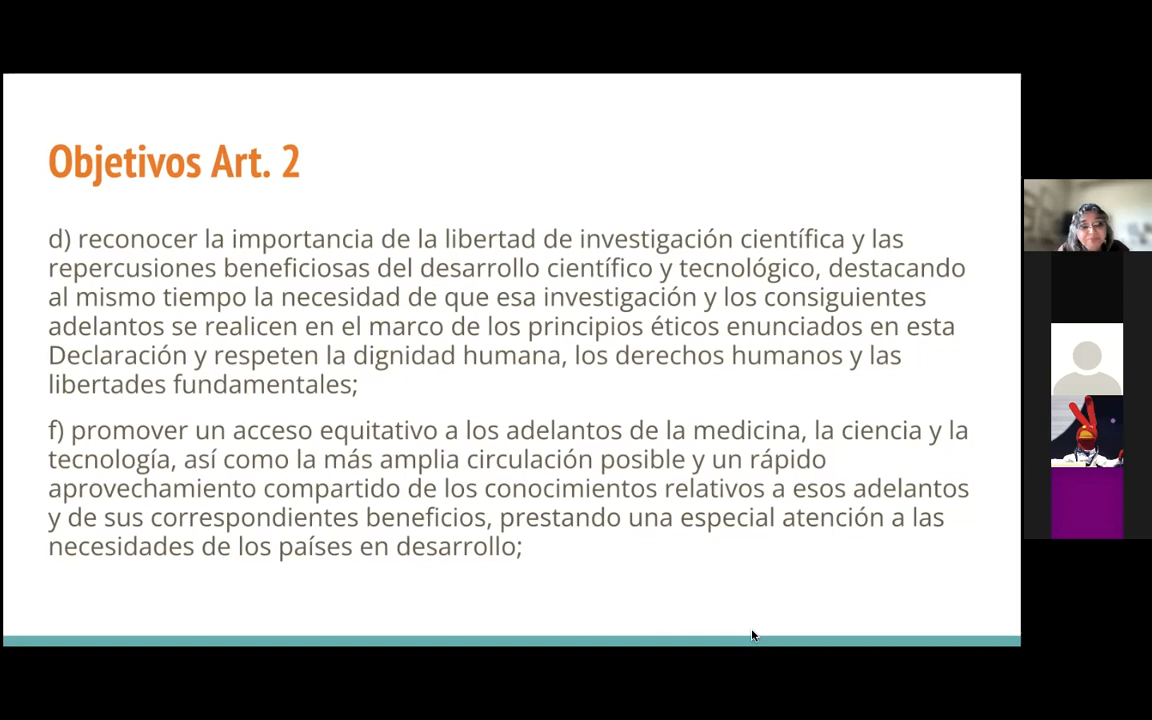 Objetivos Art. 2
d) reconocer la importancia de la libertad de investigación científica y las
repercusiones beneficiosas del desarrollo científico y tecnológico, destacando
al mismo tiempo la necesidad de que esa investigación y los consiguientes
adelantos se realicen en el marco de los principios éticos enunciados en esta
Declaración y respeten la dignidad humana, los derechos humanos y las
libertades fundamentales;
f) promover un acceso equitativo a los adelantos de la medicina, la ciencia y la
tecnología, así como la más amplia circulación posible y un rápido
aprovechamiento compartido de los conocimientos relativos a esos adelantos
y de sus correspondientes beneficios, prestando una especial atención a las
necesidades de los países en desarrollo;